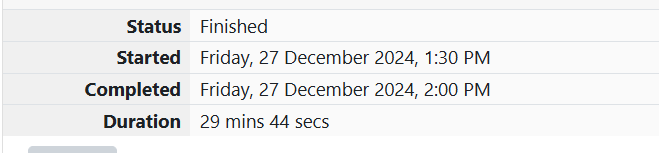 Status Finished
Started Friday, 27 December 2024, 1:30 PM
Completed Friday, 27 December 2024, 2:00 PM
Duration 29 mins 44 secs